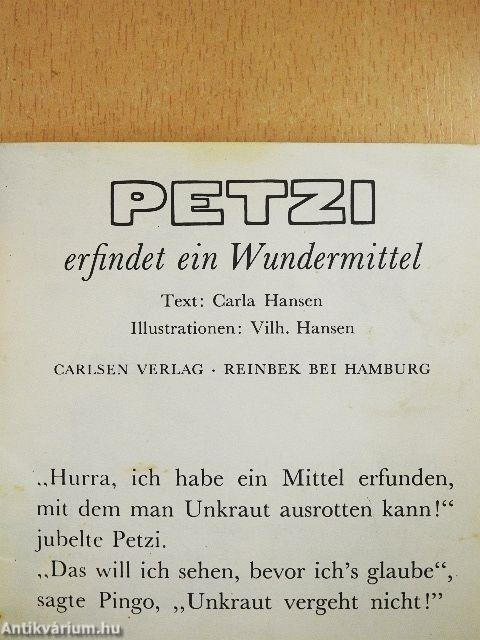 PETZI
erfindet ein Wundermittel
Text: Carla Hansen
Illustrationen: Vilh. Hansen
CARLSEN VERLAG · REINBEK BEI HAMBURG
„Hurra, ich habe ein Mittel erfunden,
mit dem man Unkraut ausrotten kann!“
jubelte Petzi.
„Das will ich sehen, bevor ich's glaube“,
sagte Pingo, „Unkraut vergeht nicht!”
Antikvárium.hu